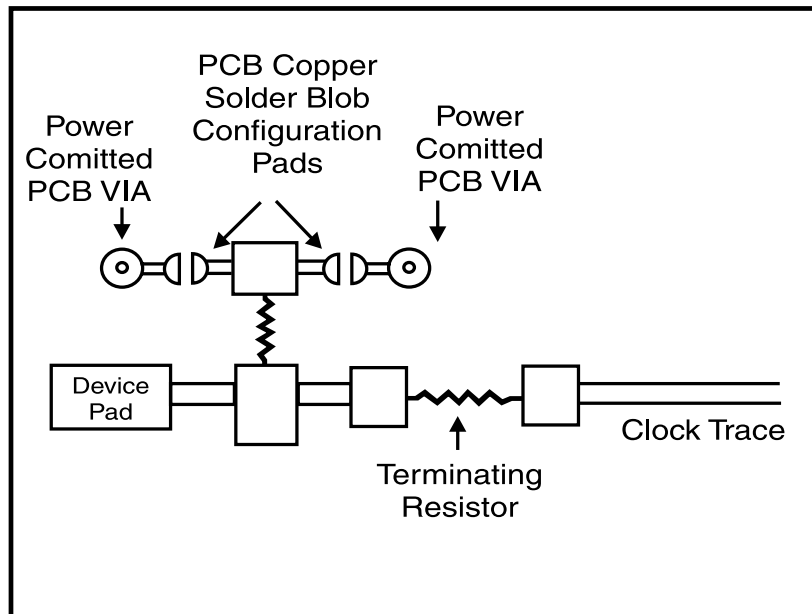 PCB Copper
Solder Blob
Configuration
Pads
Power
Comitted
PCB VIA
Power
Comitted
PCB VIA
Device
Pad
Clock Trace
Terminating
Resistor